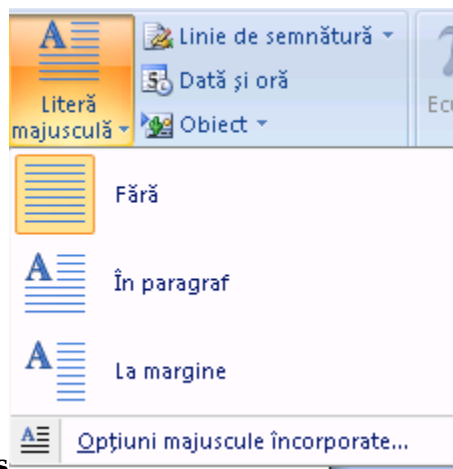 Linie de semnătură
Dată și oră
Literă
majusculă
Obiect
Fără
În paragraf
La margine
Opțiuni majuscule încorporate...